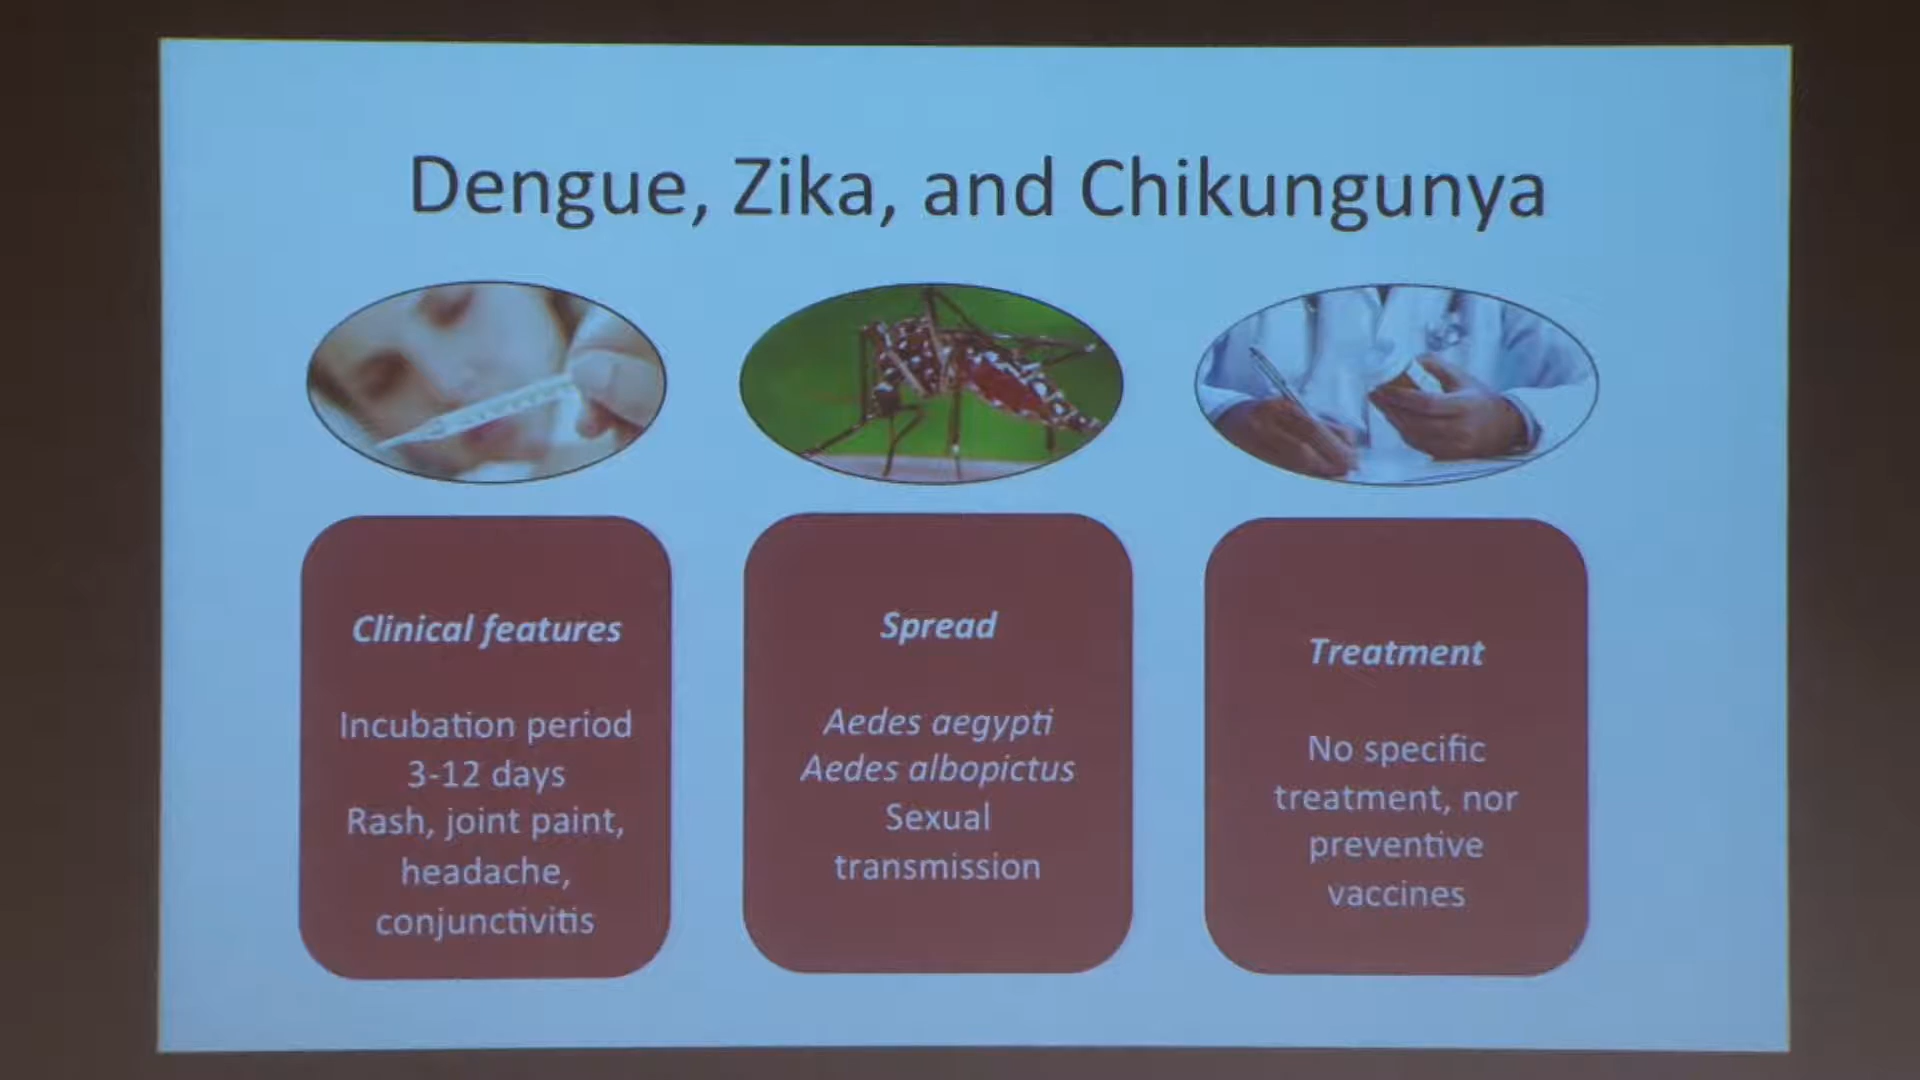 Dengue, Zika, and Chikungunya
Clinical features
Incubation period
3-12 days
Rash, joint paint,
headache,
conjunctivitis
Spread
Aedes aegypti
Aedes albopictus
Sexual
transmission
Treatment
No specific
treatment, nor
preventive
vaccines